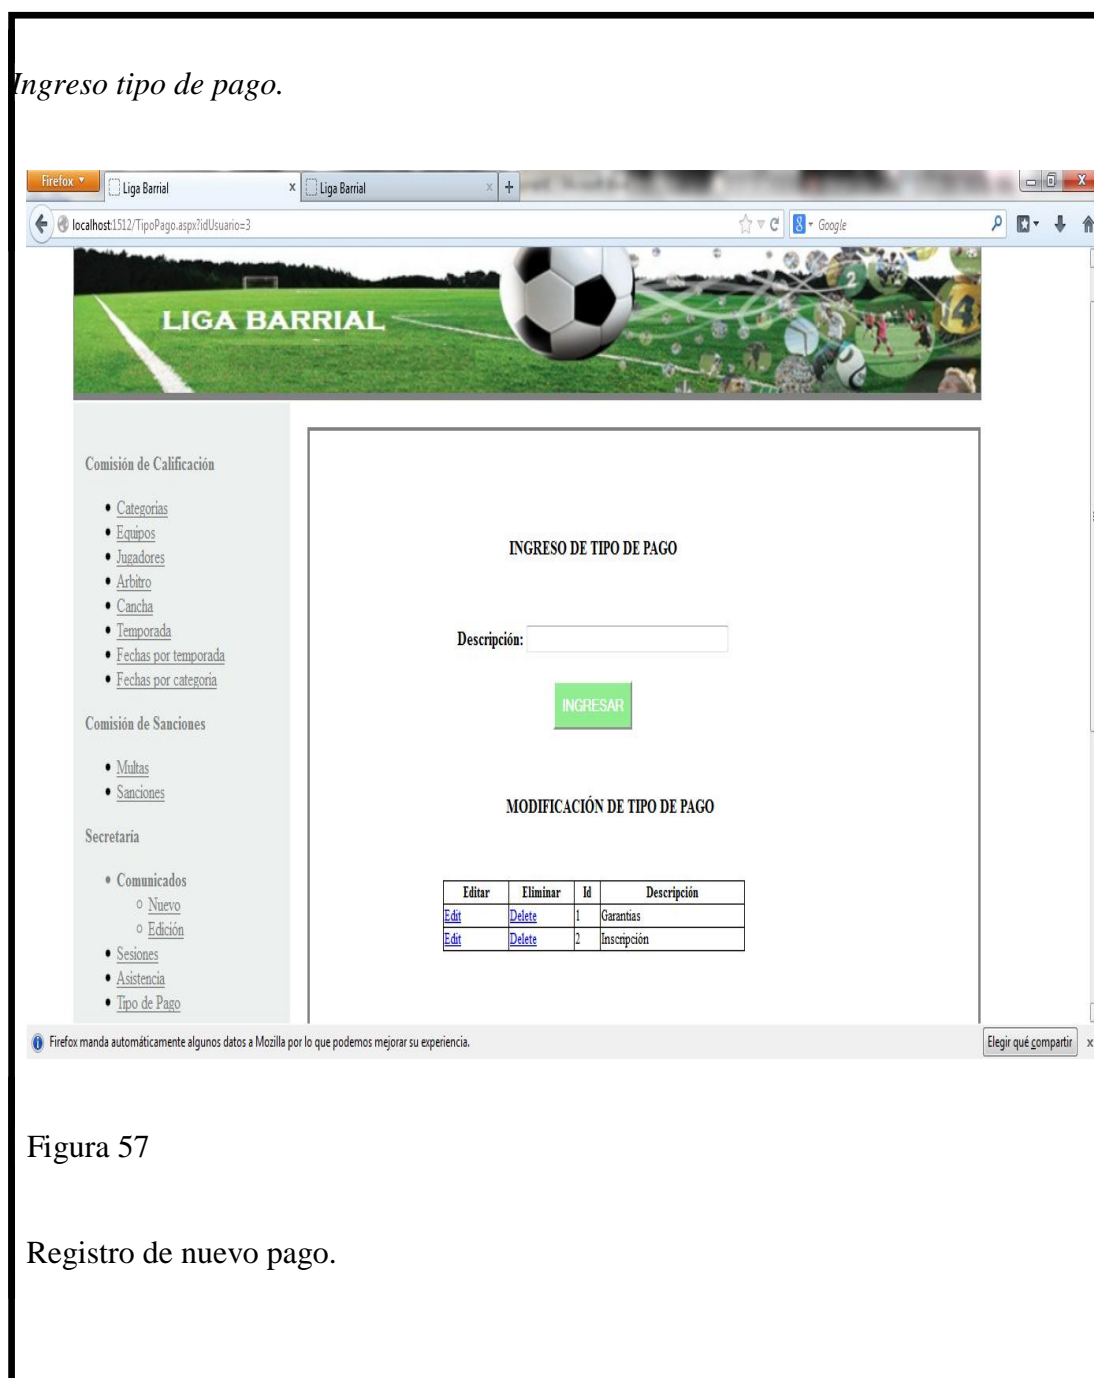 Ingreso tipo de pago.
Firefox
Liga Barrial
x
Liga Barrial
x
+
localhost:1512/TipoPago.aspx?idUsuario=3
8
Google
LIGA BARRIAL
2
14
Comisión de Calificación
Categorias
Equipos
Jugadores
Arbitro
Cancha
Temporada
Fechas por temporada
Fechas por categoria
Comisión de Sanciones
Multas
Sanciones
Secretaría
Comunicados
Nuevo
Edición
Sesiones
Asistencia
Tipo de Pago
INGRESO DE TIPO DE PAGO
Descripción:
INGRESAR
MODIFICACIÓN DE TIPO DE PAGO
Editar Eliminar Id Descripción
Edit Delete 1 Garantias
Edit Delete 2 Inscripción
Firefox manda automáticamente algunos datos a Mozilla por lo que podemos mejorar su experiencia.
Elegir qué compartir
x
Figura 57
Registro de nuevo pago.